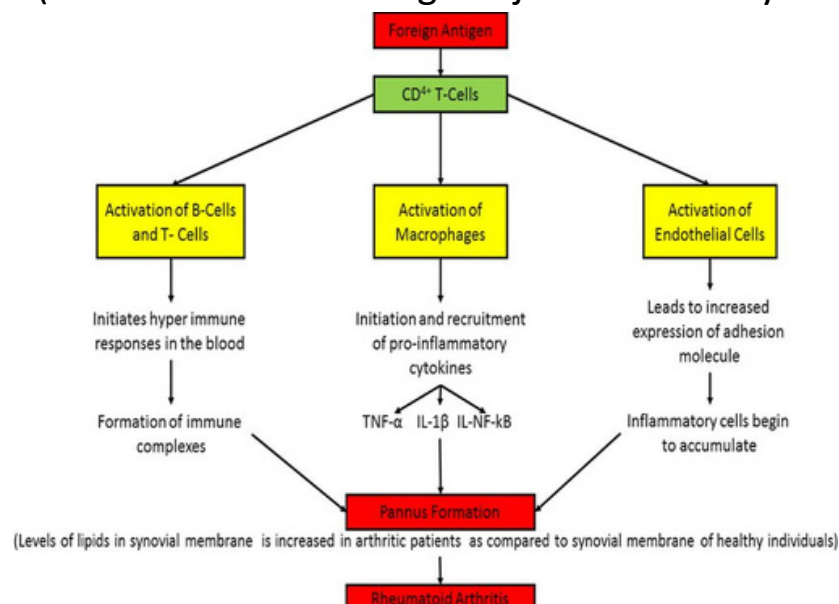 Foreign Antigen
CD⁴⁺ T-Cells
Activation of B-Cells
and T- Cells
Activation of
Macrophages
Activation of
Endothelial Cells
Initiates hyper immune
responses in the blood
Initiation and recruitment
of pro-inflammatory
cytokines
Leads to increased
expression of adhesion
molecule
Formation of immune
complexes
TNF-α IL-1β IL-NF-kB
Inflammatory cells begin
to accumulate
Pannus Formation
(Levels of lipids in synovial membrane is increased in arthritic patients as compared to synovial membrane of healthy individuals)
Rheumatoid Arthritis